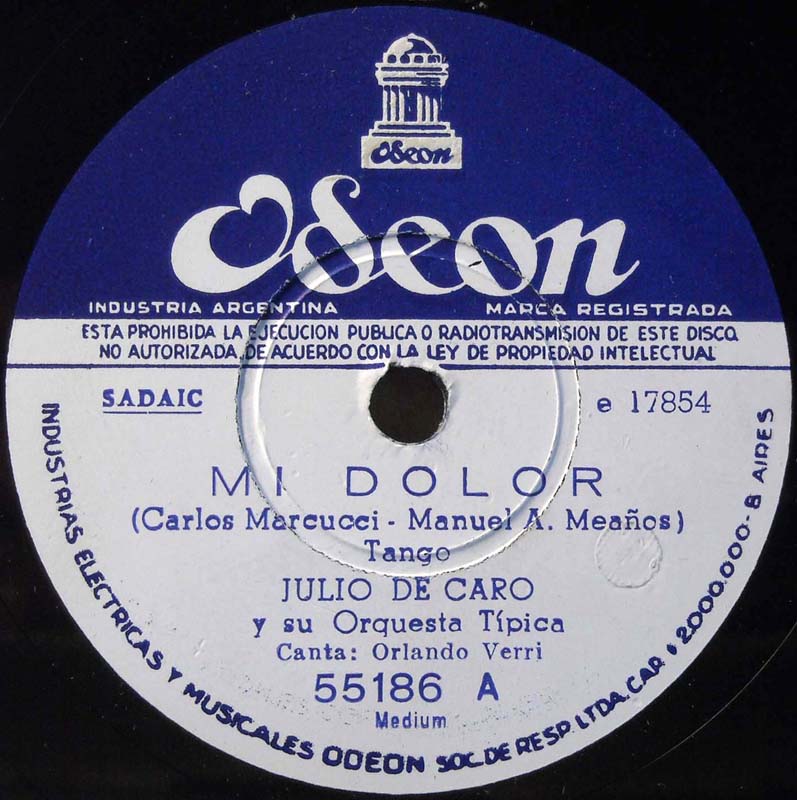 Odeon
Odeon
INDUSTRIA ARGENTINA
MARCA REGISTRADA
ESTA PROHIBIDA LA EJECUCION PUBLICA O RADIOTRANSMISION DE ESTE DISCO
NO AUTORIZADA, DE ACUERDO CON LA LEY DE PROPIEDAD INTELECTUAL
SADAIC
e 17854
MI DOLOR
(Carlos Marcucci - Manuel A. Meaños)
Tango
JULIO DE CARO
y su Orquesta Típica
Canta: Orlando Verri
55186 A
Medium
INDUSTRIAS ELECTRICAS Y MUSICALES ODEON SOC. DE RESP. LTDA. CAP. $ 2.000.000 - B AIRES